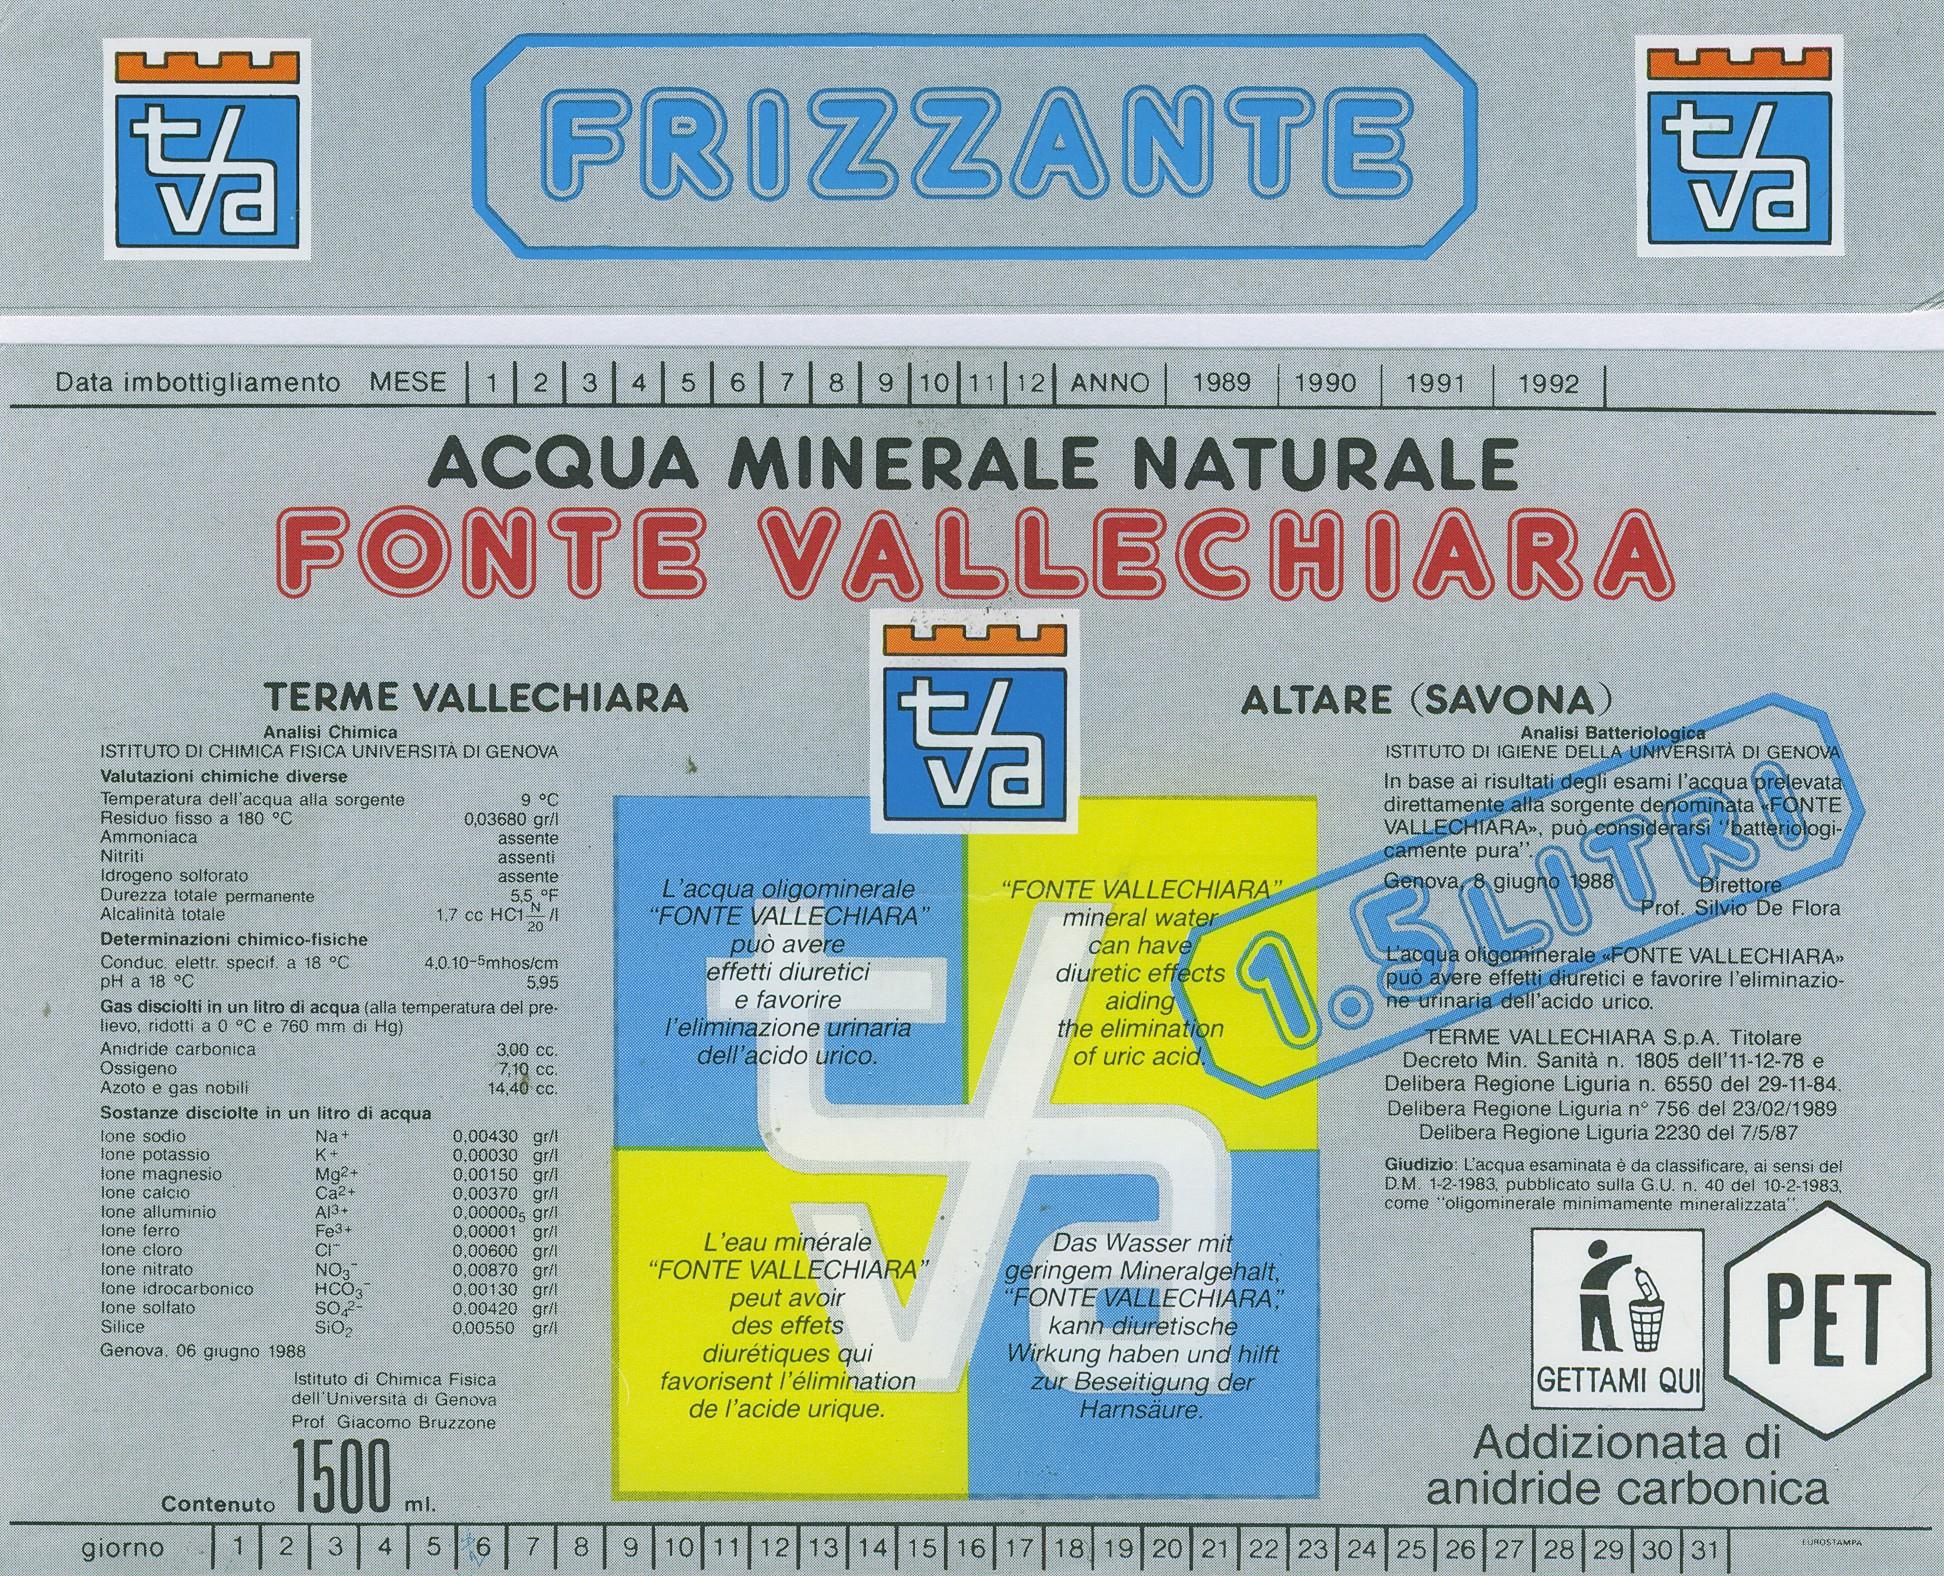 tva
FRIZZANTE
tva
Data imbottigliamento MESE 1 2 3 4 5 6 7 8 9 10 11 12 ANNO 1989 1990 1991 1992
ACQUA MINERALE NATURALE
FONTE VALLECHIARA
tva
TERME VALLECHIARA
Analisi Chimica
ISTITUTO DI CHIMICA FISICA UNIVERSITÀ DI GENOVA
Valutazioni chimiche diverse
Temperatura dell'acqua alla sorgente 9 °C
Residuo fisso a 180 °C 0,03680 gr/l
Ammoniaca assente
Nitriti assenti
Idrogeno solforato assente
Durezza totale permanente 5,5 °F
Alcalinità totale 1,7 cc HC1 N/20 /l
Determinazioni chimico-fisiche
Conduc. elettr. specif. a 18 °C 4,0.10⁻⁵mhos/cm
pH a 18 °C 5,95
Gas disciolti in un litro di acqua (alla temperatura del pre-
lievo, ridotti a 0 °C e 760 mm di Hg)
Anidride carbonica 3,00 cc.
Ossigeno 7,10 cc.
Azoto e gas nobili 14,40 cc.
Sostanze disciolte in un litro di acqua
Ione sodio Na+ 0,00430 gr/l
Ione potassio K+ 0,00030 gr/l
Ione magnesio Mg2+ 0,00150 gr/l
Ione calcio Ca2+ 0,00370 gr/l
Ione alluminio Al3+ 0,00000₅ gr/l
Ione ferro Fe3+ 0,00001 gr/l
Ione cloro Cl⁻ 0,00600 gr/l
Ione nitrato NO₃⁻ 0,00870 gr/l
Ione idrocarbonico HCO₃⁻ 0,00130 gr/l
Ione solfato SO₄²⁻ 0,00420 gr/l
Silice SiO₂ 0,00550 gr/l
Genova, 06 giugno 1988
Istituto di Chimica Fisica
dell'Università di Genova
Prof. Giacomo Bruzzone
Contenuto 1500 ml.
L'acqua oligominerale
"FONTE VALLECHIARA"
può avere
effetti diuretici
e favorire
l'eliminazione urinaria
dell'acido urico.
"FONTE VALLECHIARA"
mineral water
can have
diuretic effects
aiding
the elimination
of uric acid.
L'eau minérale
"FONTE VALLECHIARA"
peut avoir
des effets
diurétiques qui
favorisent l'élimination
de l'acide urique.
Das Wasser mit
geringem Mineralgehalt,
"FONTE VALLECHIARA",
kann diuretische
Wirkung haben und hilft
zur Beseitigung der
Harnsäure.
tva
ALTARE (SAVONA)
Analisi Batteriologica
ISTITUTO DI IGIENE DELLA UNIVERSITÀ DI GENOVA
In base ai risultati degli esami l'acqua prelevata
direttamente alla sorgente denominata «FONTE
VALLECHIARA», può considerarsi "batteriologi-
camente pura".
Genova, 8 giugno 1988 Direttore
Prof. Silvio De Flora
1.5 LITRI
L'acqua oligominerale «FONTE VALLECHIARA»
può avere effetti diuretici e favorire l'eliminazio-
ne urinaria dell'acido urico.
TERME VALLECHIARA S.p.A. Titolare
Decreto Min. Sanità n. 1805 dell'11-12-78 e
Delibera Regione Liguria n. 6550 del 29-11-84.
Delibera Regione Liguria n° 756 del 23/02/1989
Delibera Regione Liguria 2230 del 7/5/87
Giudizio: L'acqua esaminata è da classificare, ai sensi del
D.M. 1-2-1983, pubblicato sulla G.U. n. 40 del 10-2-1983,
come "oligominerale minimamente mineralizzata".
GETTAMI QUI
PET
Addizionata di
anidride carbonica
giorno 1 2 3 4 5 6 7 8 9 10 11 12 13 14 15 16 17 18 19 20 21 22 23 24 25 26 27 28 29 30 31
EUROSTAMPA